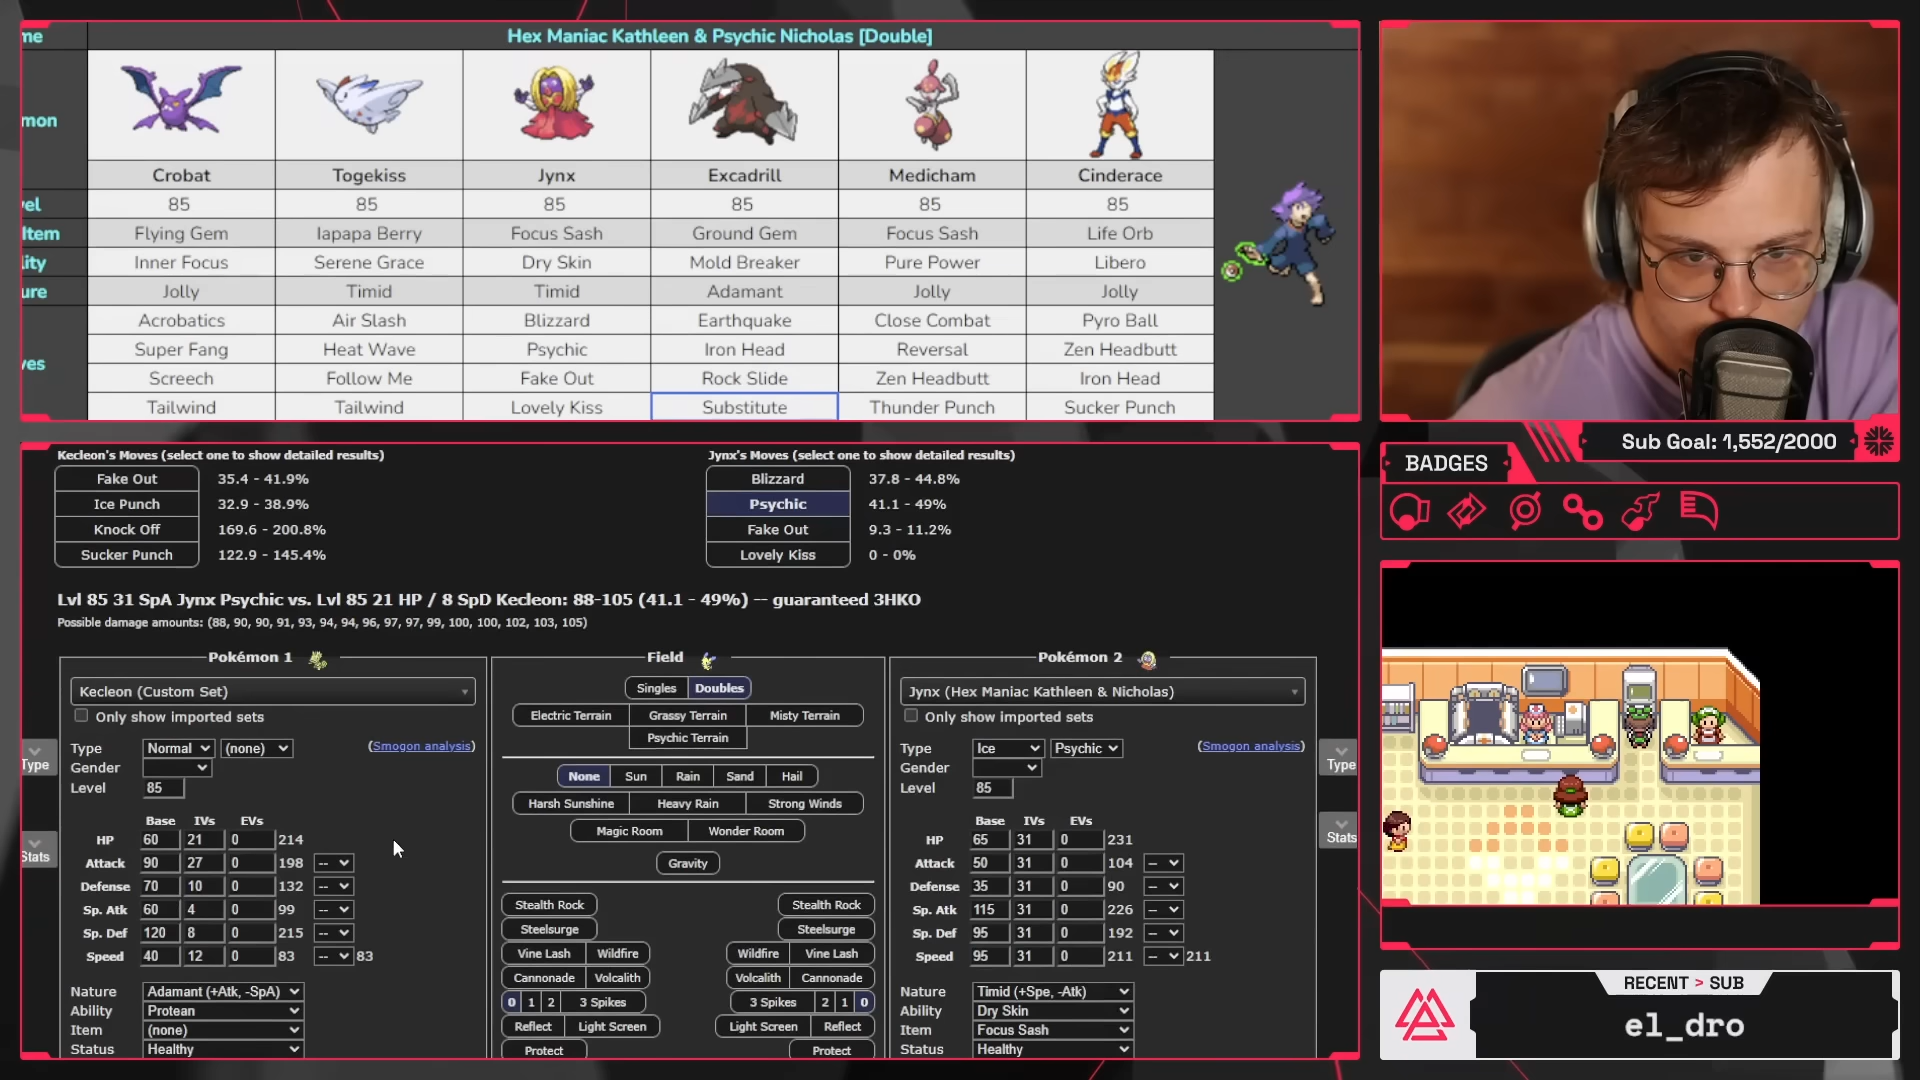 me Hex Maniac Kathleen & Psychic Nicholas [Double]
mon
Crobat Togekiss Jynx Excadrill Medicham Cinderace
vel 85 85 85 85 85 85
Item Flying Gem Iapapa Berry Focus Sash Ground Gem Focus Sash Life Orb
lity Inner Focus Serene Grace Dry Skin Mold Breaker Pure Power Libero
ure Jolly Timid Timid Adamant Jolly Jolly
Acrobatics Air Slash Blizzard Earthquake Close Combat Pyro Ball
ves Super Fang Heat Wave Psychic Iron Head Reversal Zen Headbutt
Screech Follow Me Fake Out Rock Slide Zen Headbutt Iron Head
Tailwind Tailwind Lovely Kiss Substitute Thunder Punch Sucker Punch
Kecleon's Moves (select one to show detailed results) Jynx's Moves (select one to show detailed results)
Fake Out 35.4 - 41.9% Blizzard 37.8 - 44.8%
Ice Punch 32.9 - 38.9% Psychic 41.1 - 49%
Knock Off 169.6 - 200.8% Fake Out 9.3 - 11.2%
Sucker Punch 122.9 - 145.4% Lovely Kiss 0 - 0%
Lvl 85 31 SpA Jynx Psychic vs. Lvl 85 21 HP / 8 SpD Kecleon: 88-105 (41.1 - 49%) -- guaranteed 3HKO
Possible damage amounts: (88, 90, 90, 91, 93, 94, 94, 96, 97, 97, 99, 100, 100, 102, 103, 105)
Pokémon 1
Kecleon (Custom Set)
Only show imported sets
Type Normal (none) (Smogon analysis)
Gender
Level 85
Base IVs EVs
HP 60 21 0 214
Attack 90 27 0 198 --
Defense 70 10 0 132 --
Sp. Atk 60 4 0 99 --
Sp. Def 120 8 0 215 --
Speed 40 12 0 83 -- 83
Nature Adamant (+Atk, -SpA)
Ability Protean
Item (none)
Status Healthy
Type
Stats
Field
Singles Doubles
Electric Terrain Grassy Terrain Misty Terrain
Psychic Terrain
None Sun Rain Sand Hail
Harsh Sunshine Heavy Rain Strong Winds
Magic Room Wonder Room
Gravity
Stealth Rock Stealth Rock
Steelsurge Steelsurge
Vine Lash Wildfire Wildfire Vine Lash
Cannonade Volcalith Volcalith Cannonade
0 1 2 3 Spikes 3 Spikes 2 1 0
Reflect Light Screen Light Screen Reflect
Protect Protect
Pokémon 2
Jynx (Hex Maniac Kathleen & Nicholas)
Only show imported sets
Type Ice Psychic (Smogon analysis)
Gender
Level 85
Base IVs EVs
HP 65 31 0 231
Attack 50 31 0 104 --
Defense 35 31 0 90 --
Sp. Atk 115 31 0 226 --
Sp. Def 95 31 0 192 --
Speed 95 31 0 211 -- 211
Nature Timid (+Spe, -Atk)
Ability Dry Skin
Item Focus Sash
Status Healthy
Type
Stats
Sub Goal: 1,552/2000
BADGES
RECENT > SUB
el_dro